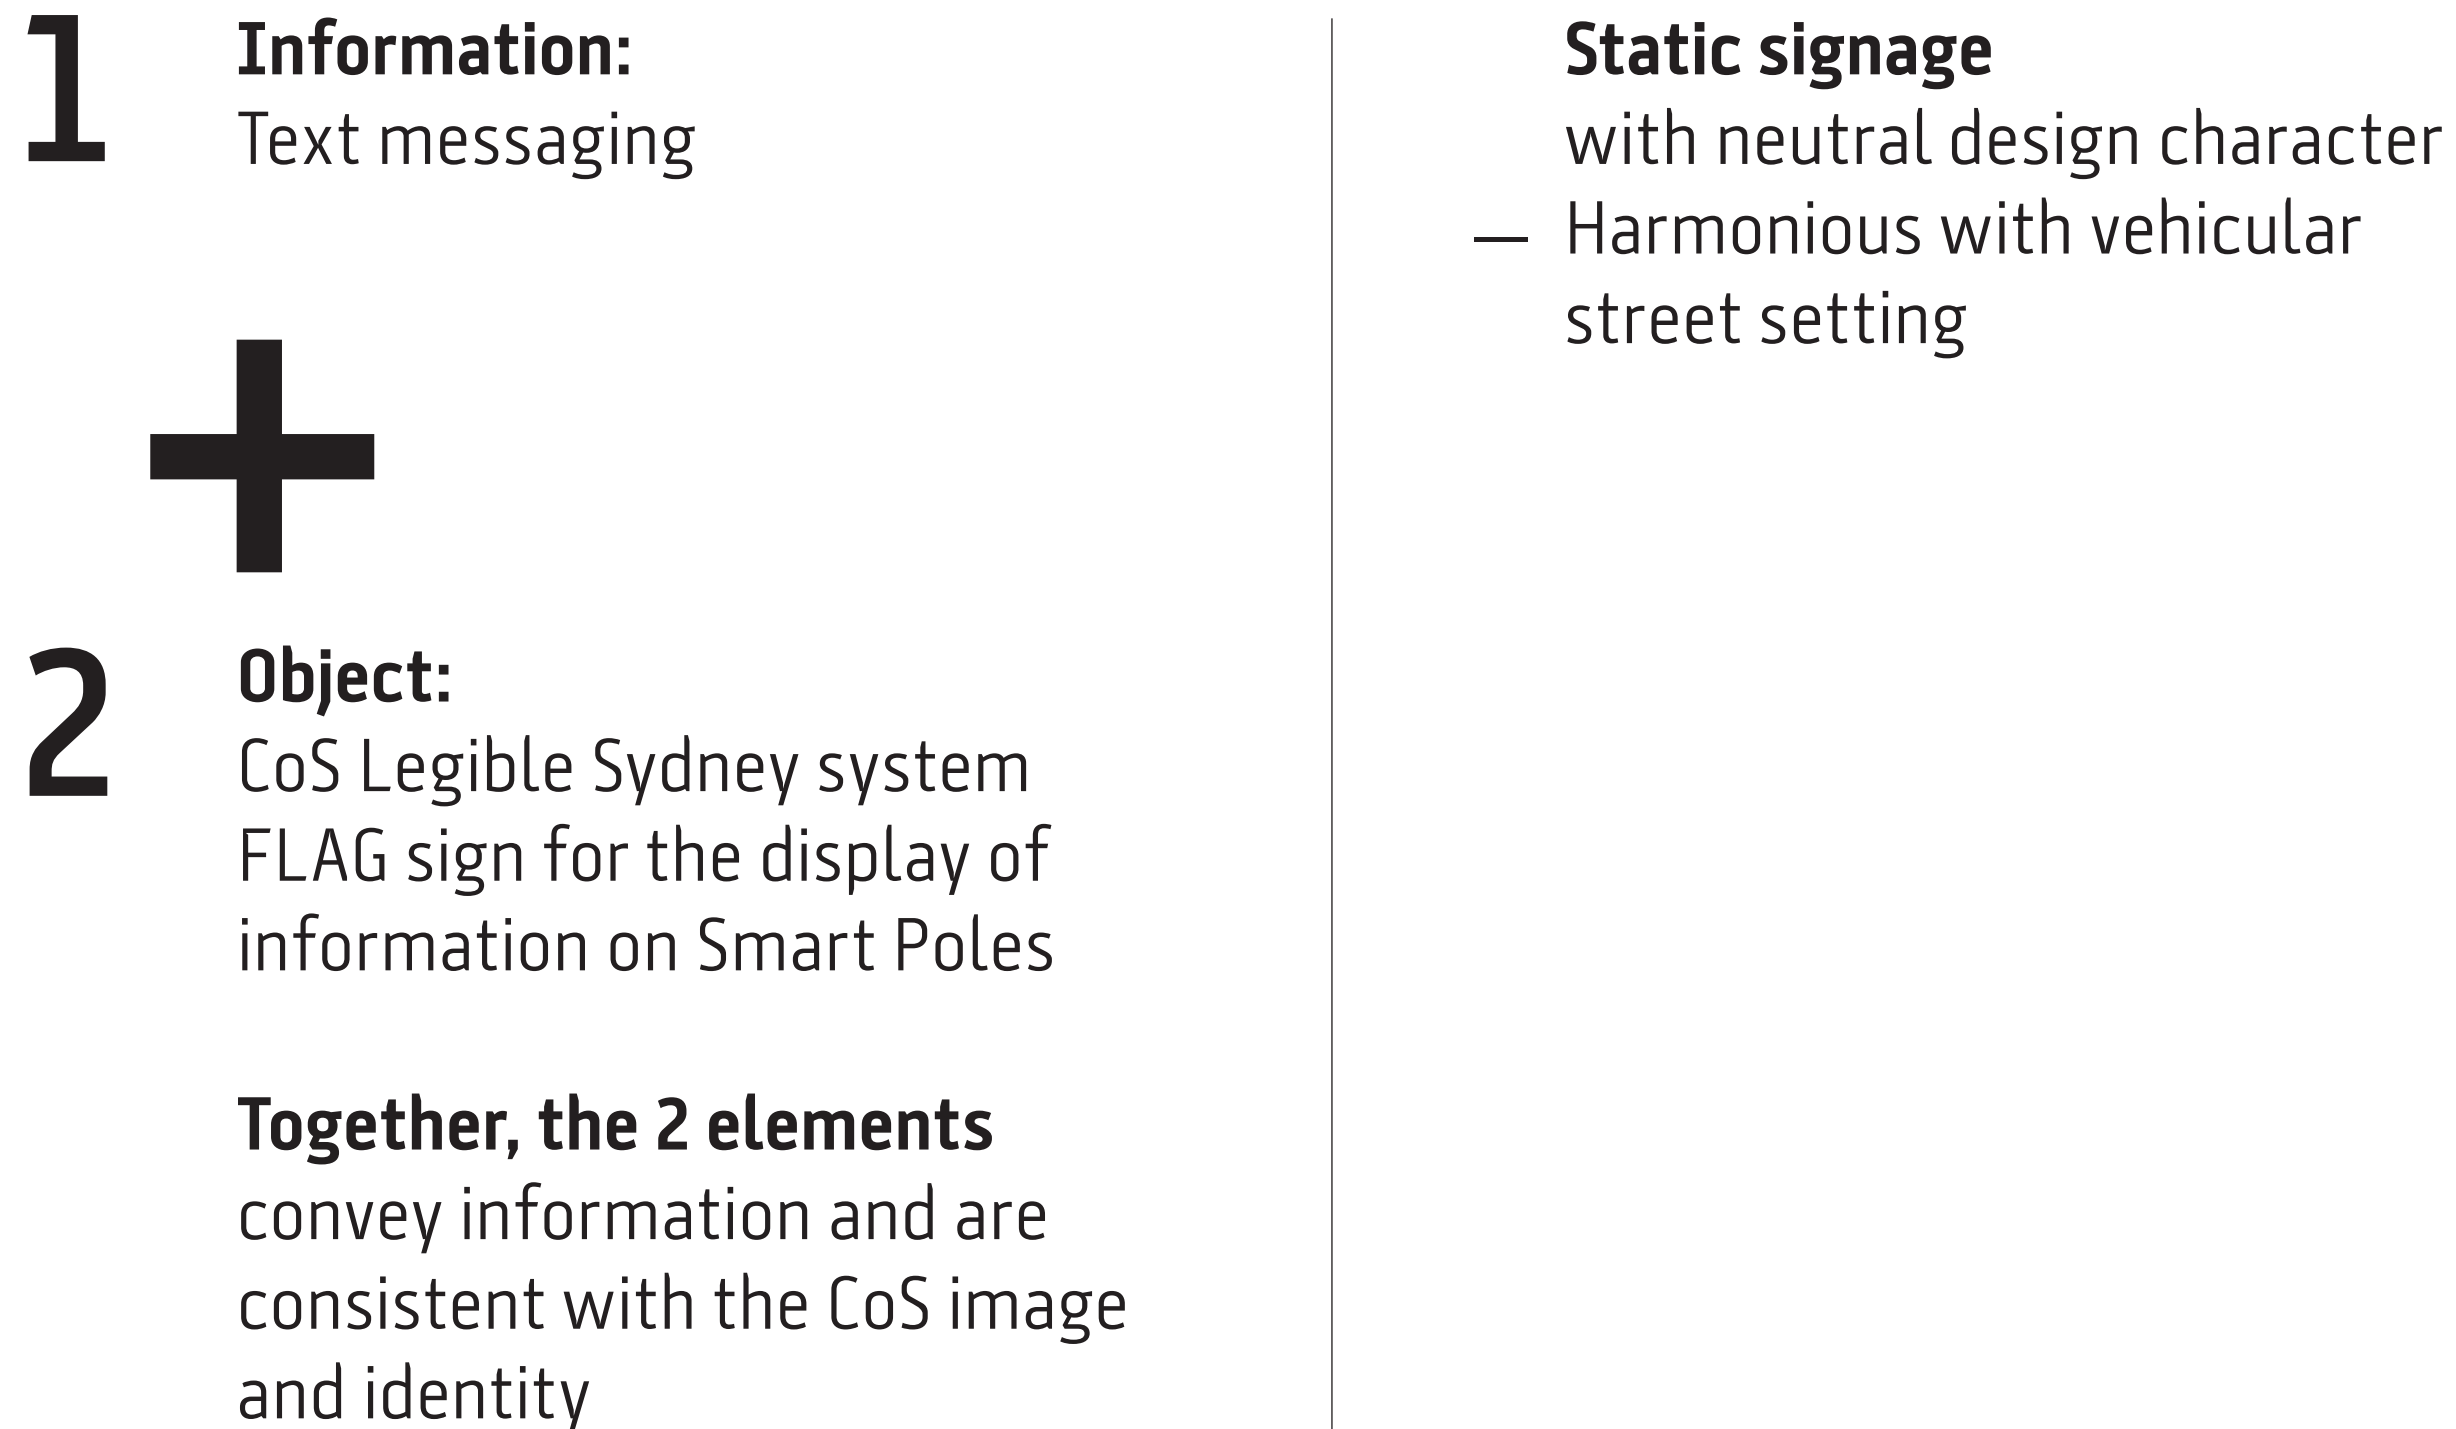 1
Information:
Text messaging
+
2
Object:
CoS Legible Sydney system
FLAG sign for the display of
information on Smart Poles
Together, the 2 elements
convey information and are
consistent with the CoS image
and identity
Static signage
with neutral design character
— Harmonious with vehicular
street setting